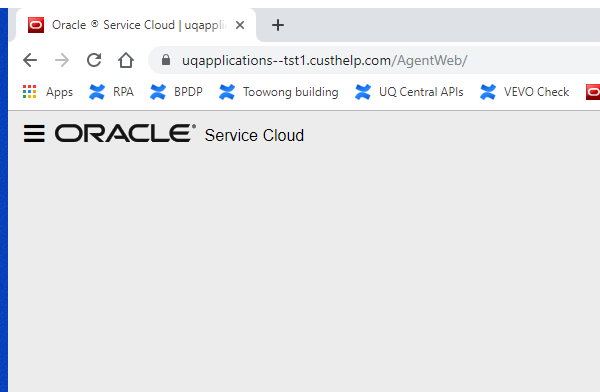 Oracle ® Service Cloud | uqappli
uqapplications--tst1.custhelp.com/AgentWeb/
Apps RPA BPDP Toowong building UQ Central APIs VEVO Check
ORACLE® Service Cloud